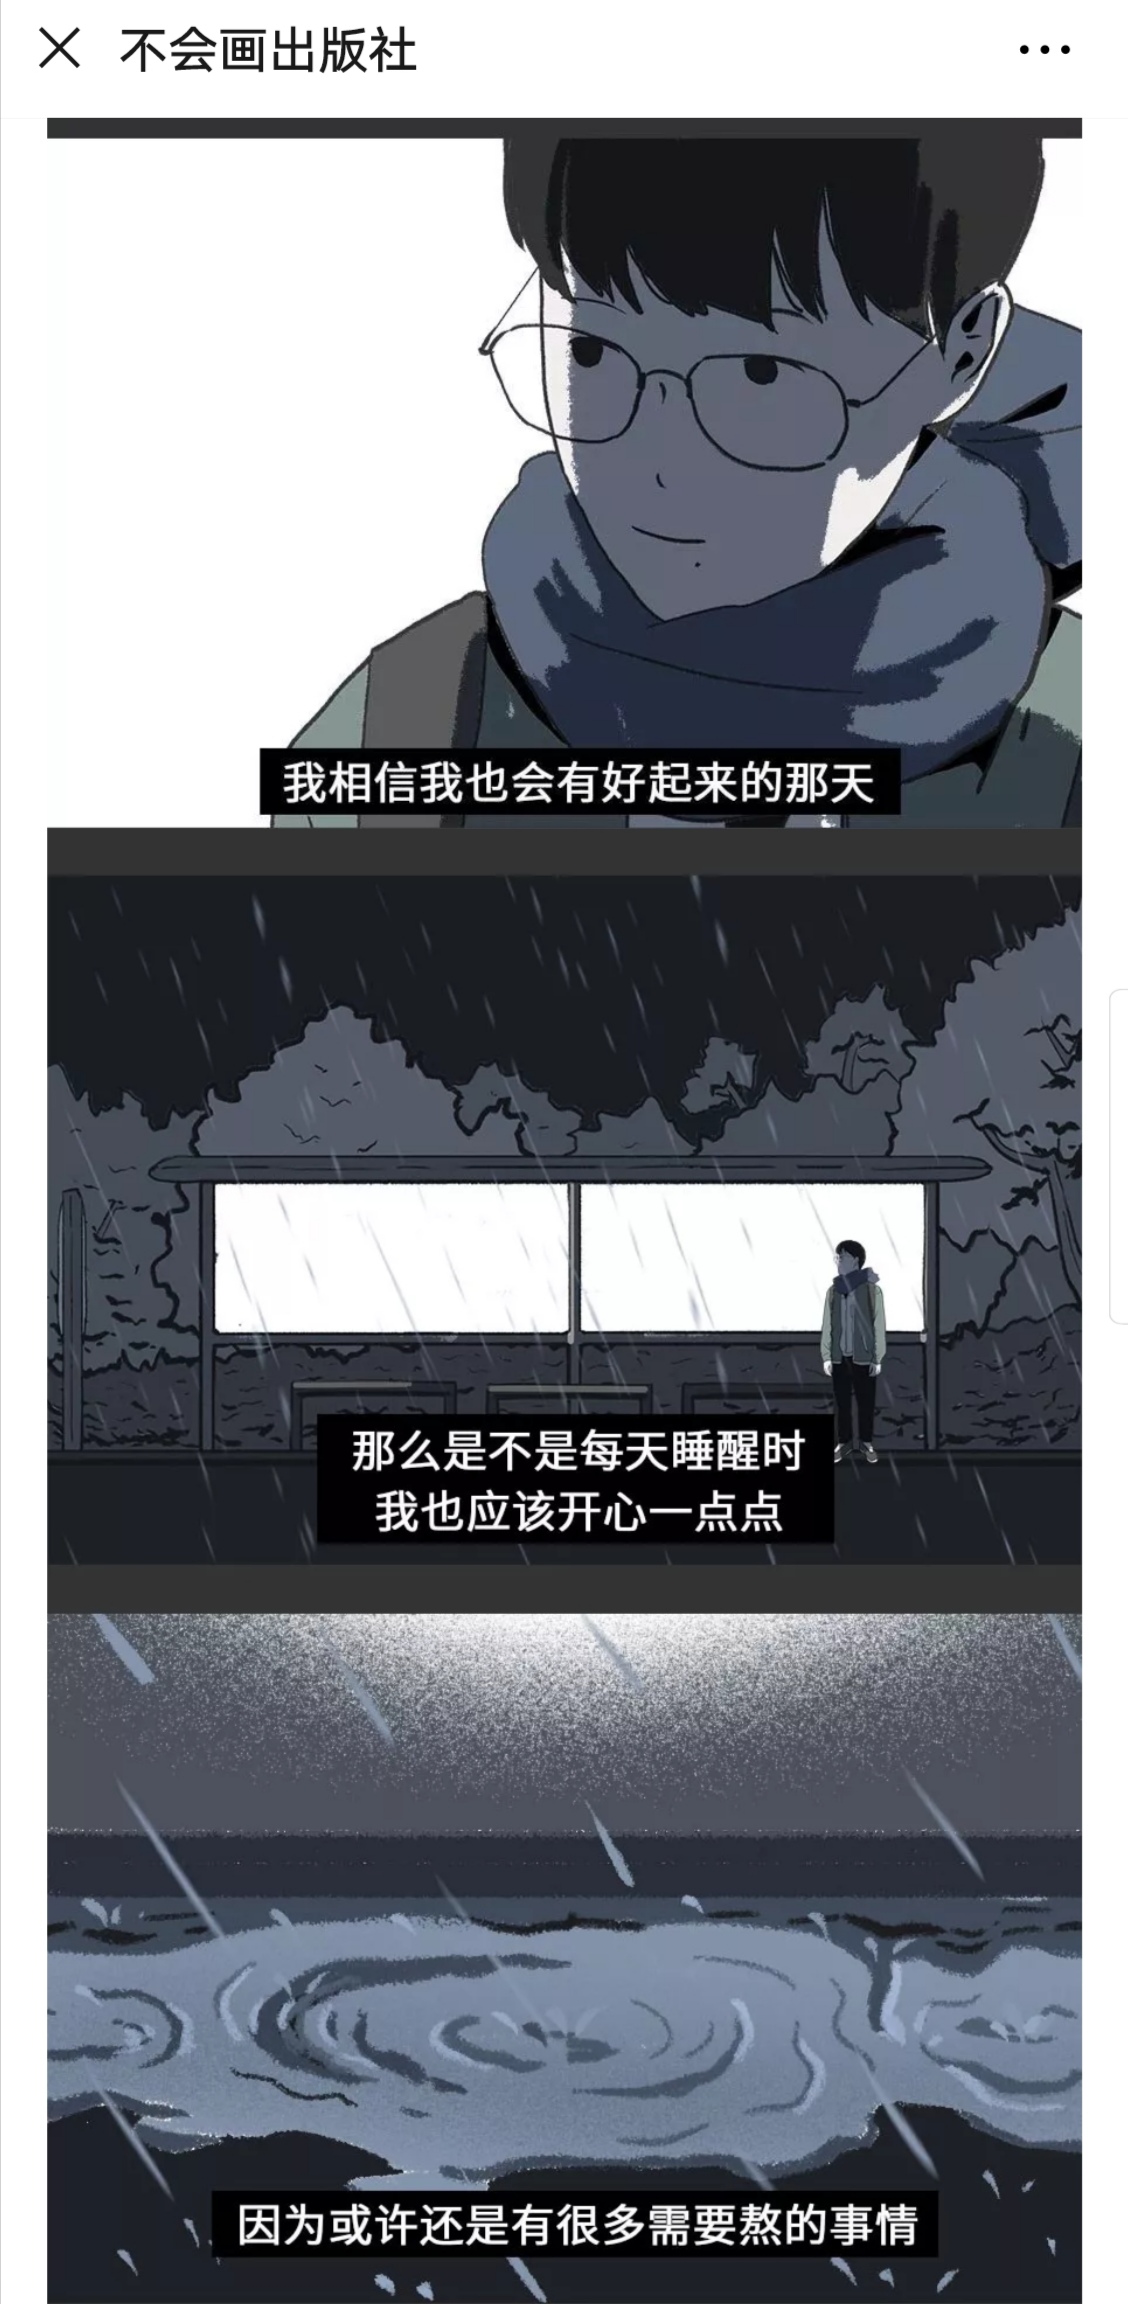 不会画出版社
我相信我也会有好起来的那天
那么是不是每天睡醒时
我也应该开心一点点
因为或许还是有很多需要熬的事情